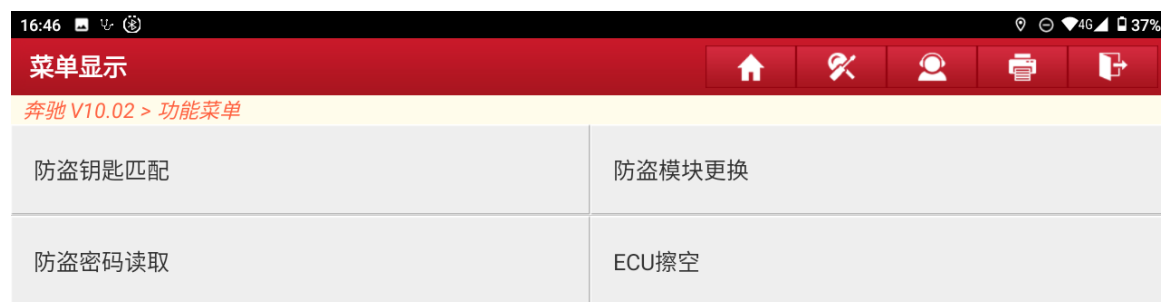 16:46 4G 37%
菜单显示
奔驰 V10.02 > 功能菜单
防盗钥匙匹配 防盗模块更换
防盗密码读取 ECU擦空